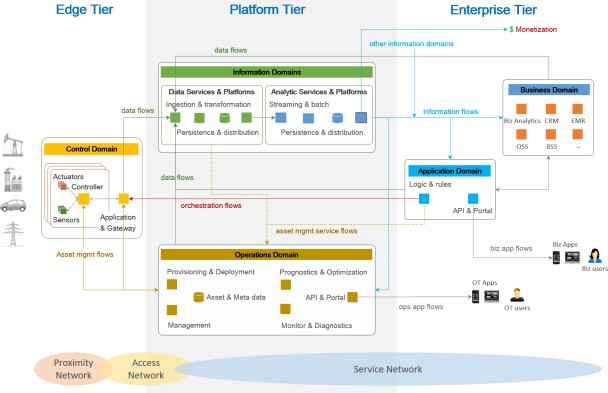 Edge Tier
Platform Tier
Enterprise Tier
$ Monetization
other information domains
data flows
Information Domains
Data Services & Platforms
Analytic Services & Platforms
Ingestion & transformation
Streaming & batch
Persistence & distribution
Persistence & distribution
data flows
information flows
Business Domain
Biz Analytics
CRM
EMR
OSS
BSS
...
Control Domain
Actuators
Controller
Sensors
Application
& Gateway
data flows
orchestration flows
Application Domain
Logic & rules
API & Portal
Asset mgmt flows
asset mgmt service flows
Operations Domain
Provisioning & Deployment
Prognostics & Optimization
Asset & Meta data
API & Portal
Management
Monitor & Diagnostics
biz app flows
Biz Apps
Biz users
ops app flows
OT Apps
OT users
Proximity
Network
Access
Network
Service Network